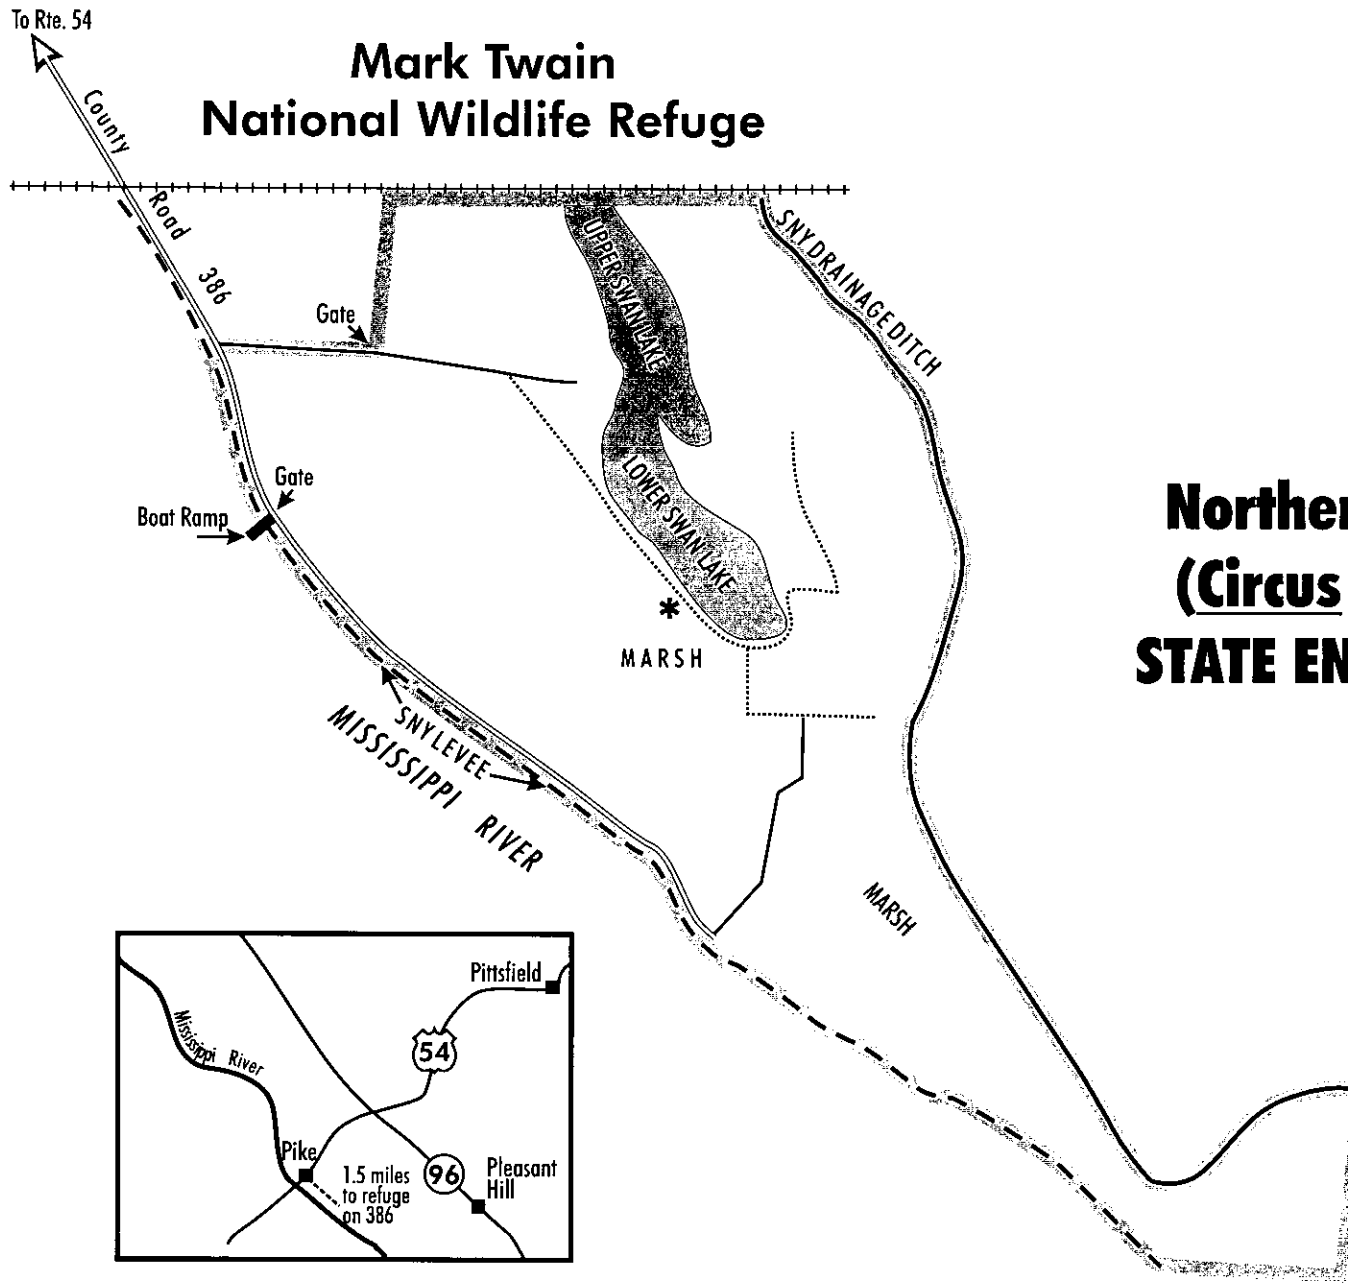 To Rte. 54
Mark Twain
National Wildlife Refuge
County
Road
386
UPPER SWAN LAKE
SNY DRAINAGE DITCH
Gate
LOWER SWAN LAKE
Gate
Boat Ramp
*
MARSH
SNY LEVEE
MISSISSIPPI RIVER
MARSH
(Circus
STATE
Pittsfield
54
Mississippi River
Pike
1.5 miles
to refuge
on 386
96
Pleasant
Hill